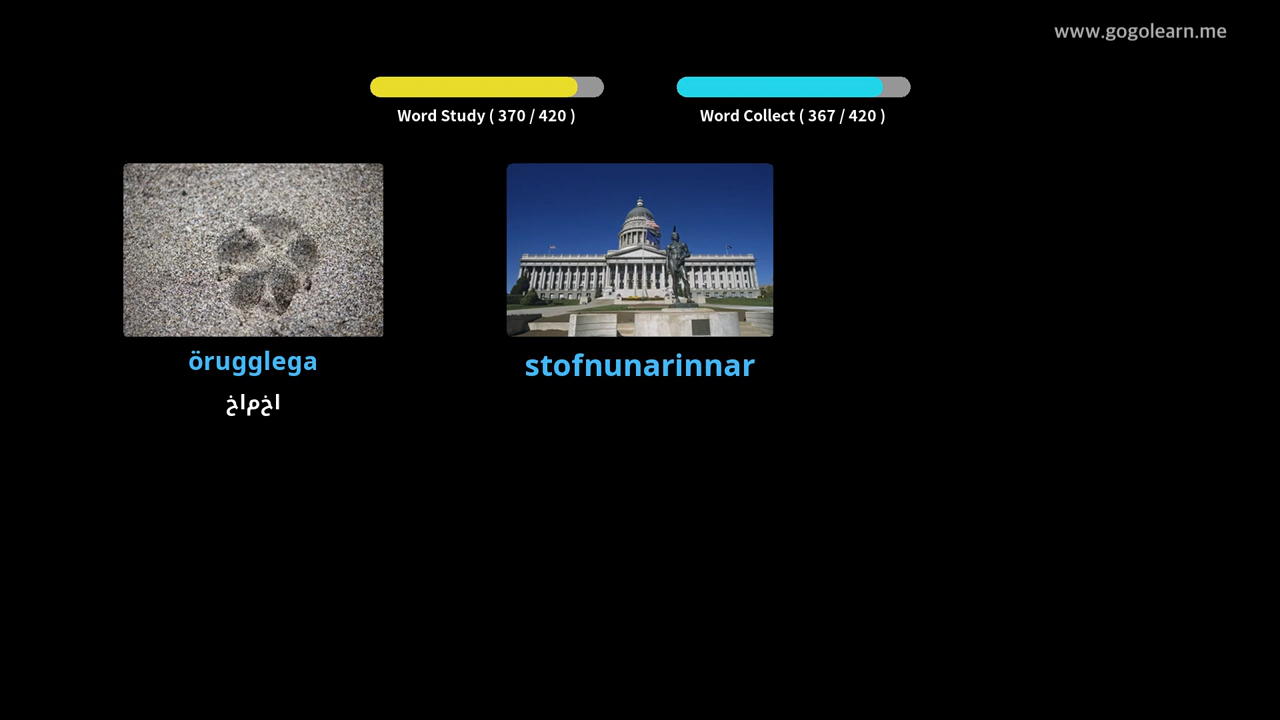 www.gogolearn.me
Word Study ( 370 / 420 )
Word Collect ( 367 / 420 )
örugglega
stofnunarinnar
اخماخ